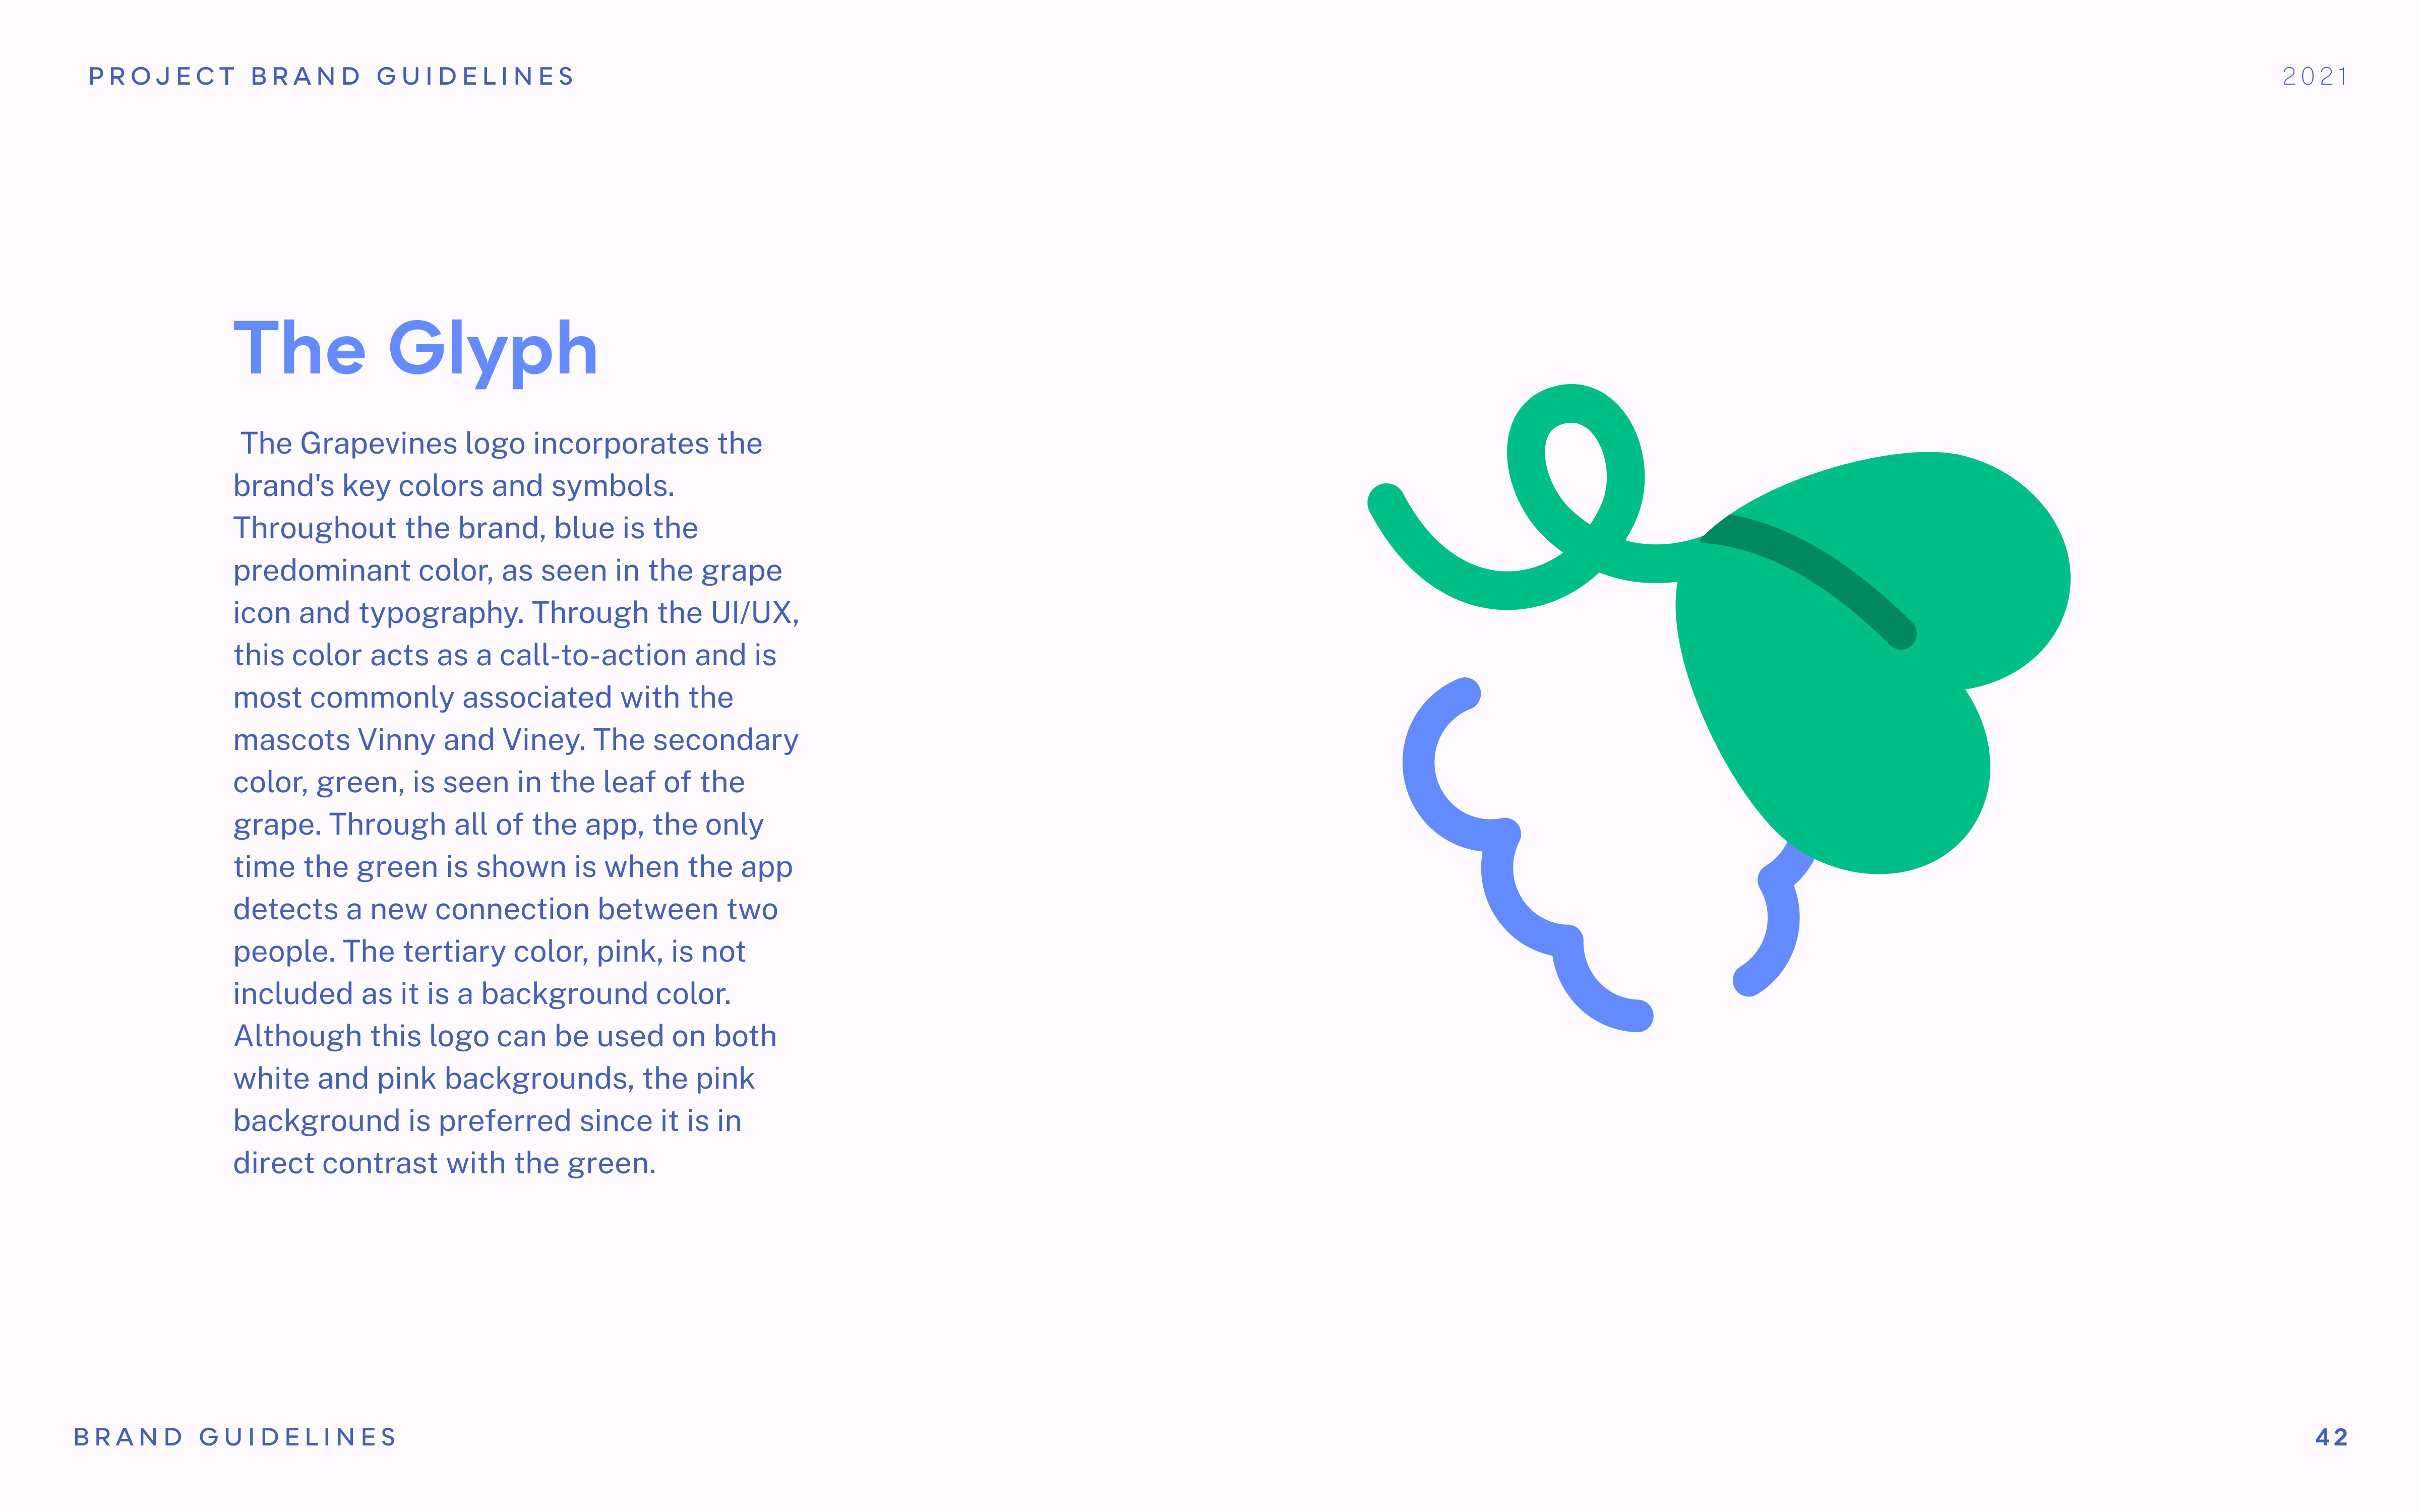 PROJECT BRAND GUIDELINES
2021
The Glyph
The Grapevines logo incorporates the
brand's key colors and symbols.
Throughout the brand, blue is the
predominant color, as seen in the grape
icon and typography. Through the UI/UX,
this color acts as a call-to-action and is
most commonly associated with the
mascots Vinny and Viney. The secondary
color, green, is seen in the leaf of the
grape. Through all of the app, the only
time the green is shown is when the app
detects a new connection between two
people. The tertiary color, pink, is not
included as it is a background color.
Although this logo can be used on both
white and pink backgrounds, the pink
background is preferred since it is in
direct contrast with the green.
BRAND GUIDELINES
42